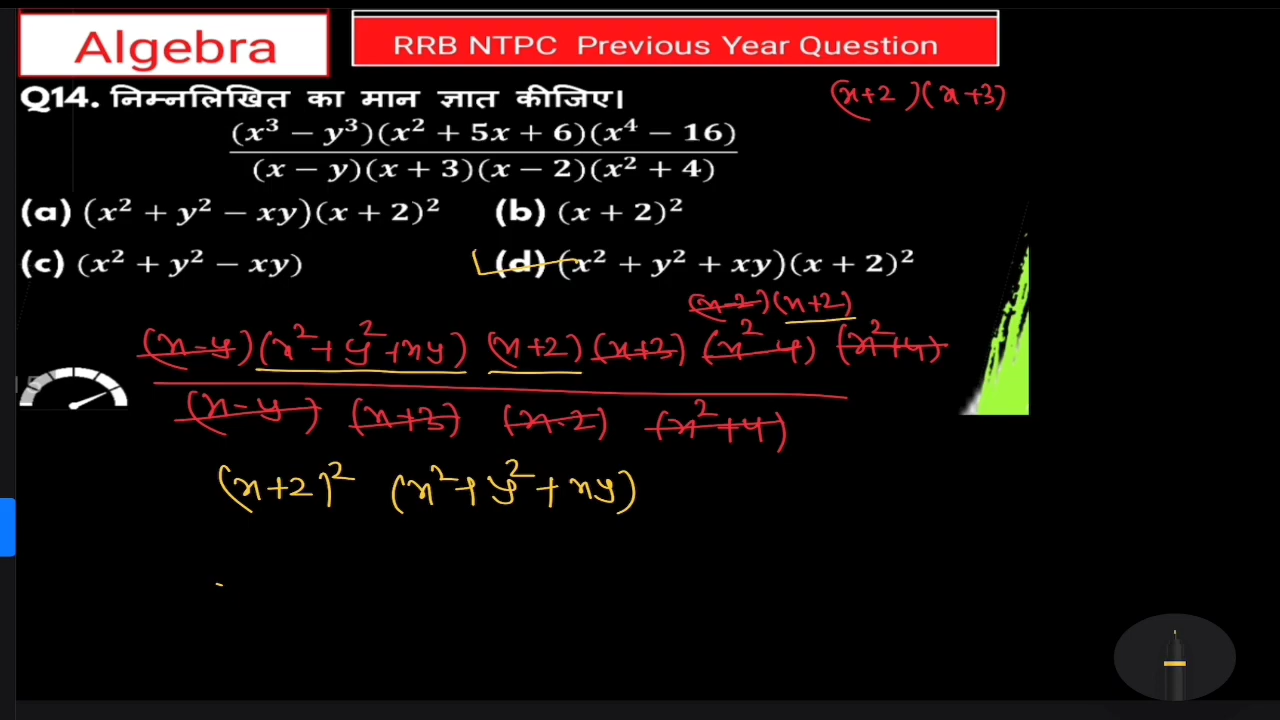 Algebra
RRB NTPC Previous Year Question
Q14. निम्नलिखित का मान ज्ञात कीजिए।
(x+2)(x+3)
(x³ − y³)(x² + 5x + 6)(x⁴ − 16)
(x − y)(x + 3)(x − 2)(x² + 4)
(a) (x² + y² − xy)(x + 2)² (b) (x + 2)²
(c) (x² + y² − xy) (d) (x² + y² + xy)(x + 2)²
(x-2)(x+2)
(x-y)(x²+y²+xy) (x+2)(x+3)(x²-4)(x²+4)
(x-y) (x+3) (x-2) (x²+4)
(x+2)² (x²+y²+xy)